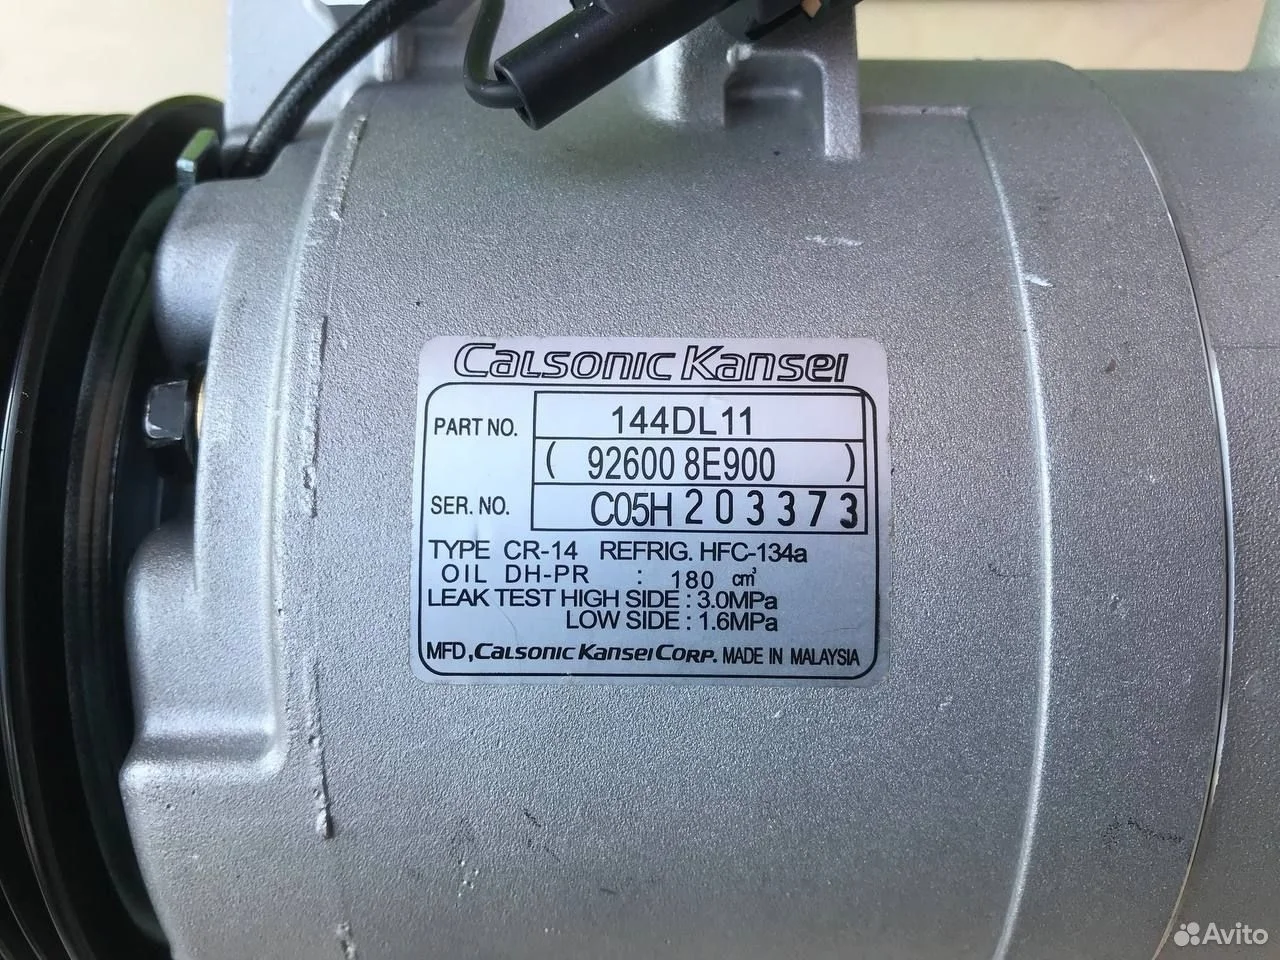 Calsonic Kansei
PART NO. 144DL11
( 92600 8E900 )
SER. NO. C05H 203373
TYPE CR-14 REFRIG. HFC-134a
OIL DH-PR : 180 cm³
LEAK TEST HIGH SIDE : 3.0MPa
LOW SIDE : 1.6MPa
MFD, Calsonic Kansei Corp. MADE IN MALAYSIA
Avito